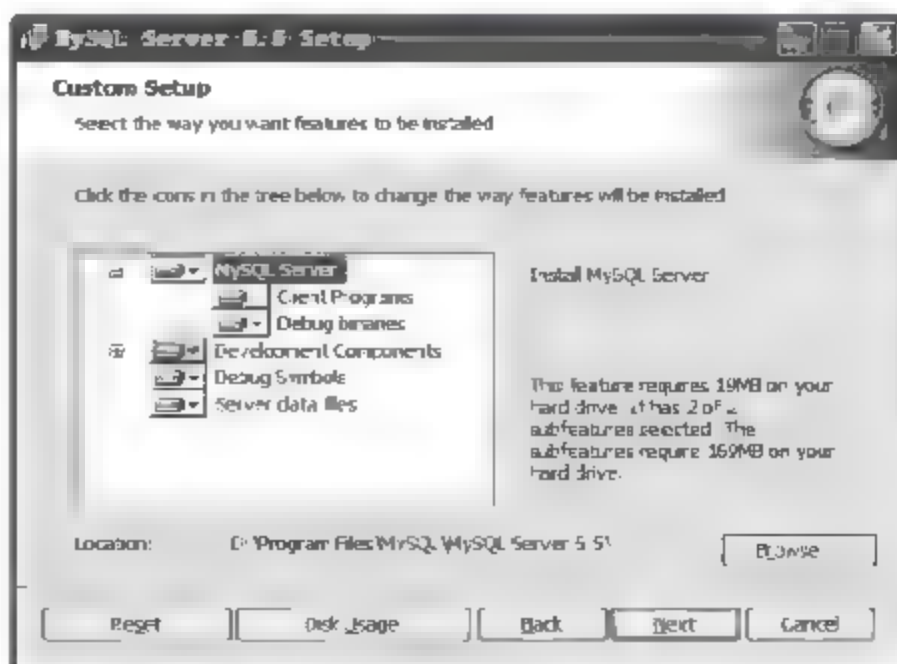 MySQL Server 5.5 Setup
Custom Setup
Select the way you want features to be installed
Click the icons in the tree below to change the way features will be installed
MySQL Server
Client Programs
Debug binaries
Development Components
Debug Symbols
Server data files
Install MySQL Server
This feature requires 19MB on your
hard drive. It has 2 of 2
subfeatures selected. The
subfeatures require 169MB on your
hard drive.
Location:
\Program Files\MySQL\MySQL Server 5.5\
Browse
Reset
Disk Usage
Back
Next
Cancel